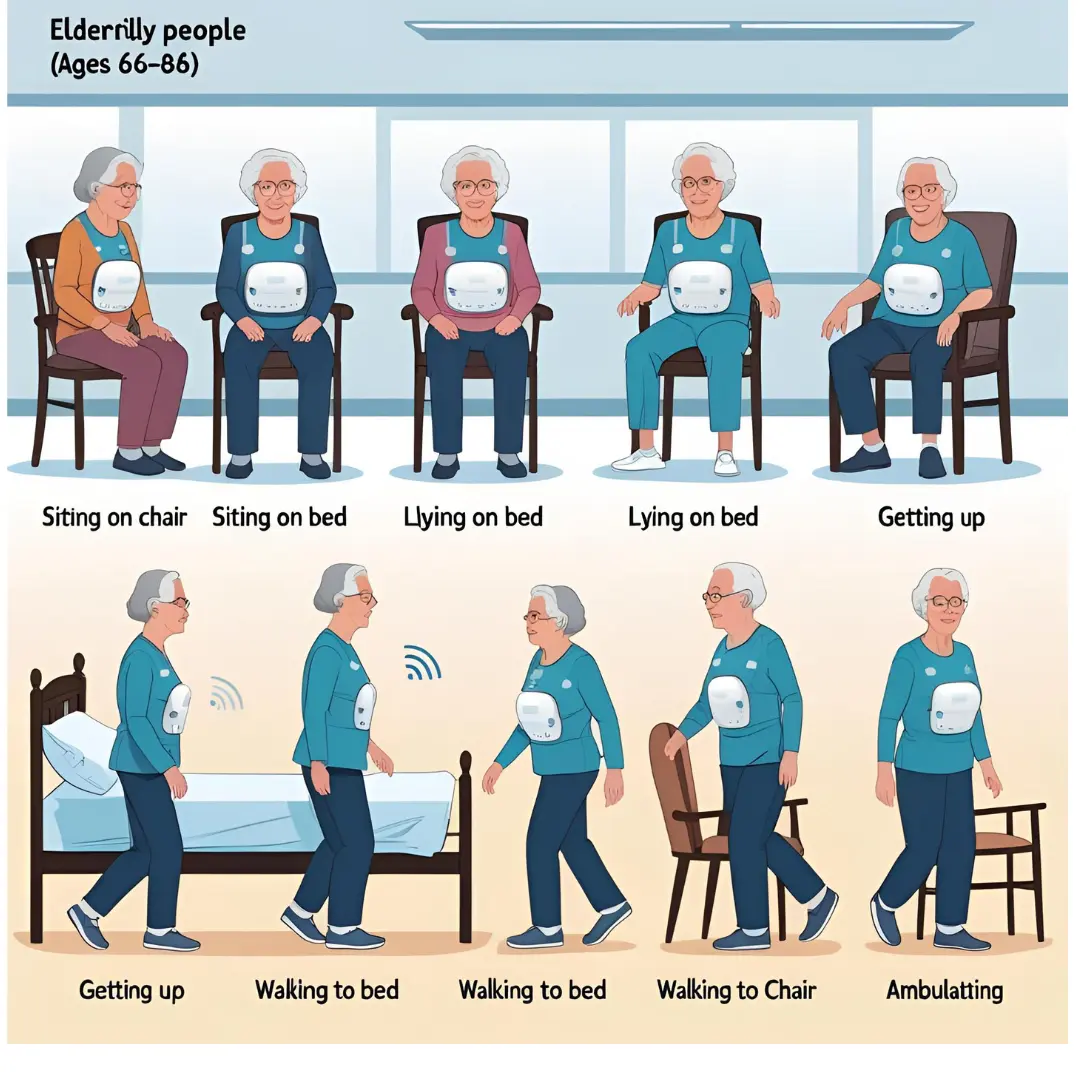 Elderrilly people
(Ages 66–86)
Siting on chair
Siting on bed
Llying on bed
Lying on bed
Getting up
Getting up
Walking to bed
Walking to bed
Walking to Chair
Ambulatting